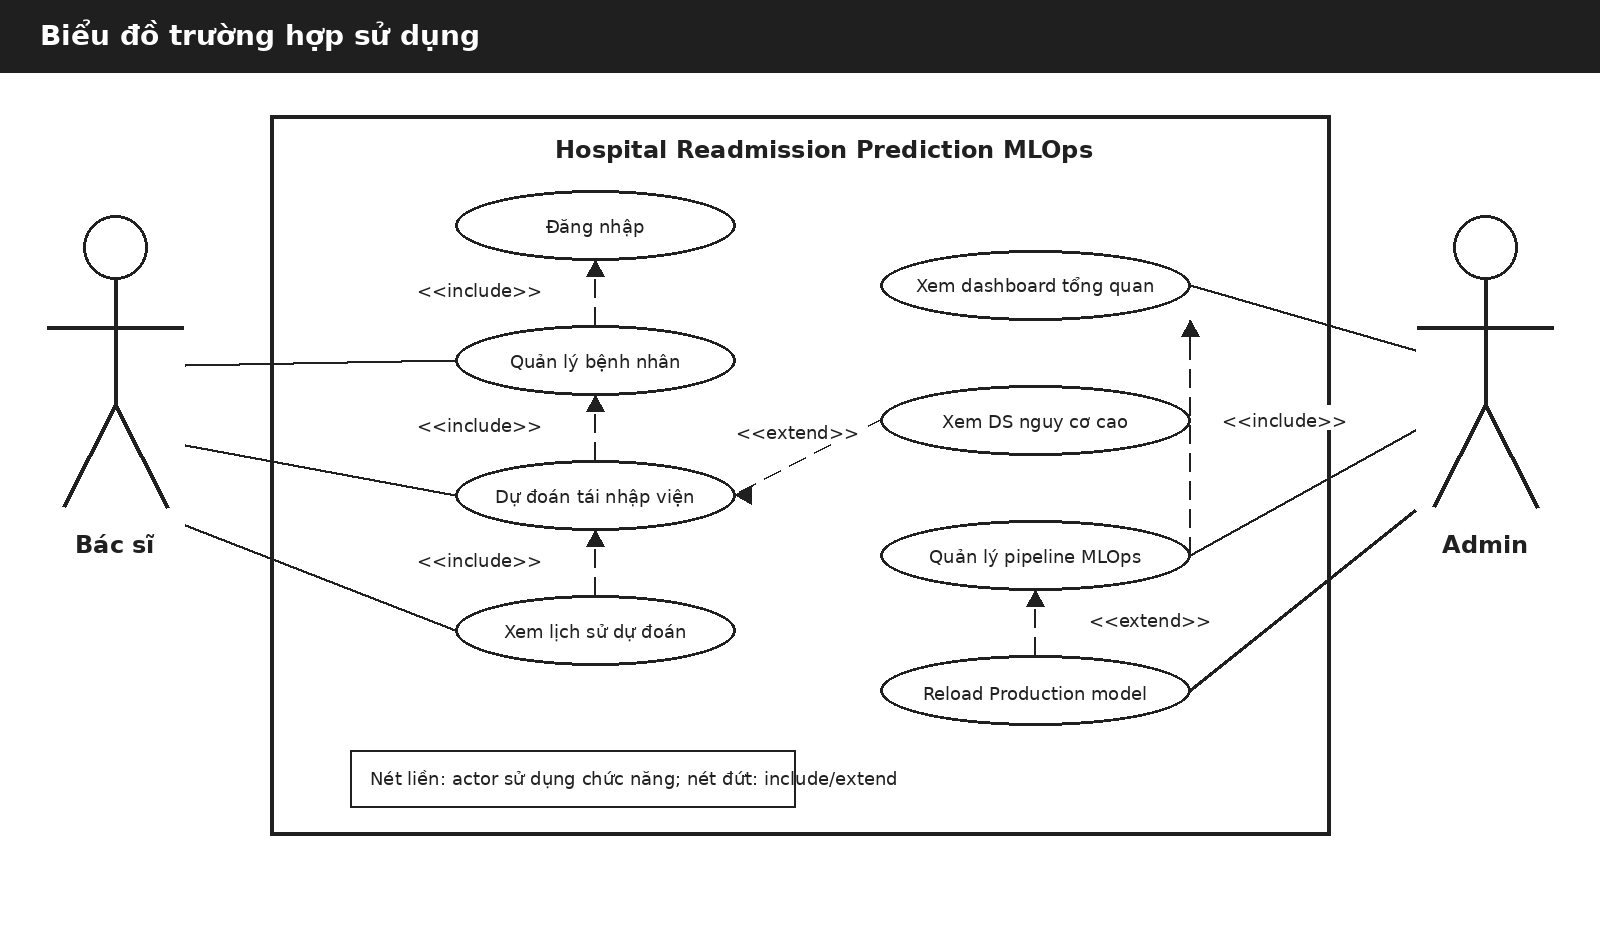 Biểu đồ trường hợp sử dụng
Hospital Readmission Prediction MLOps
Đăng nhập
<<include>>
Quản lý bệnh nhân
<<include>>
Dự đoán tái nhập viện
<<include>>
Xem lịch sử dự đoán
<<extend>>
Xem dashboard tổng quan
Xem DS nguy cơ cao
<<include>>
Quản lý pipeline MLOps
<<extend>>
Reload Production model
Bác sĩ
Admin
Nét liền: actor sử dụng chức năng; nét đứt: include/extend